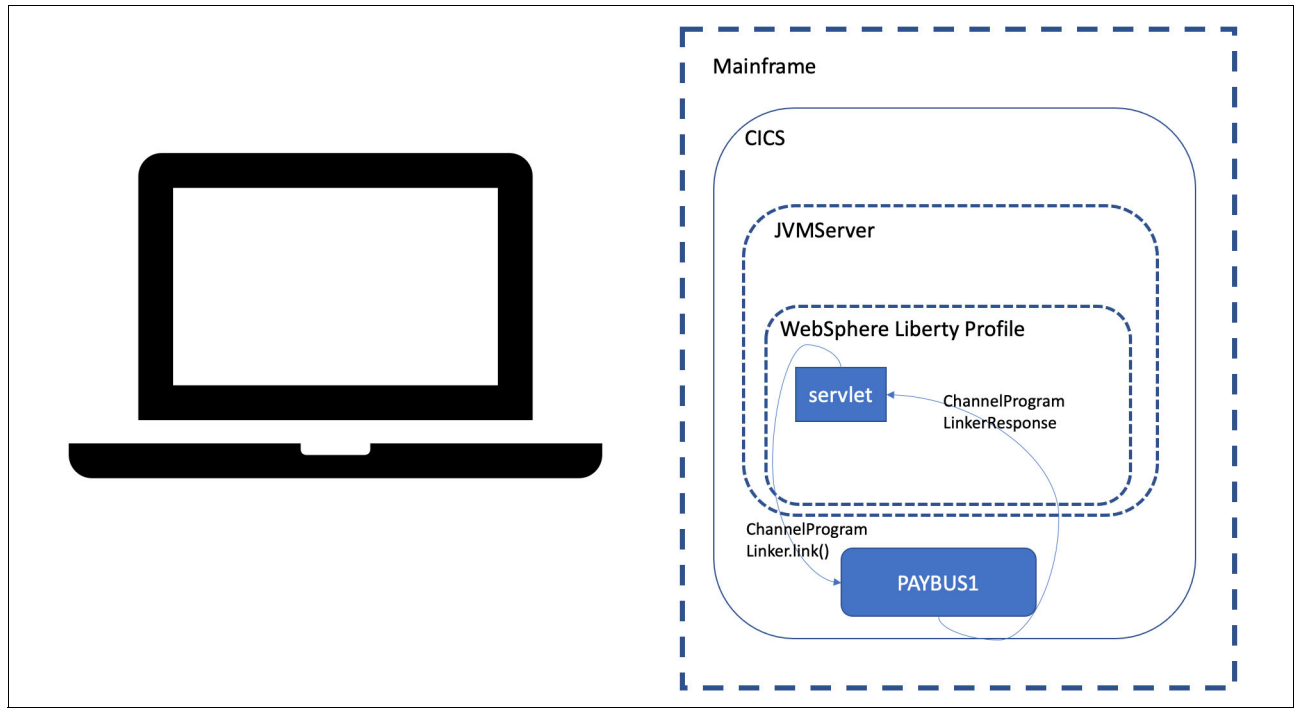 Mainframe
CICS
JVMServer
WebSphere Liberty Profile
servlet
ChannelProgram
LinkerResponse
ChannelProgram
Linker.link()
PAYBUS1